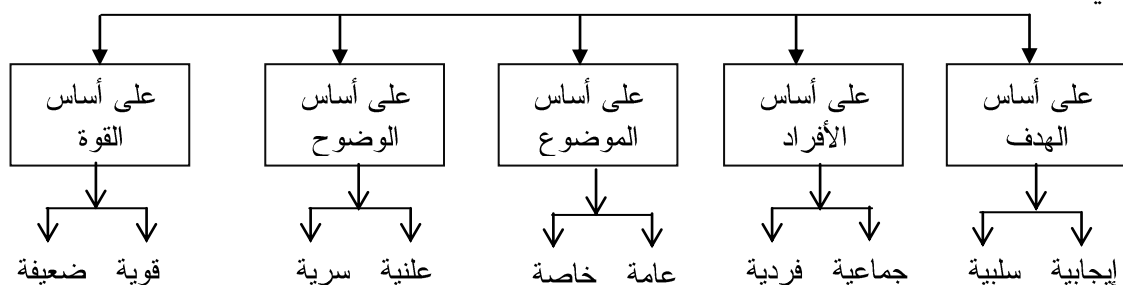 على أساس
الهدف
على أساس
الأفراد
على أساس
الموضوع
على أساس
الوضوح
على أساس
القوة
إيجابية سلبية
جماعية فردية
عامة خاصة
علنية سرية
قوية ضعيفة